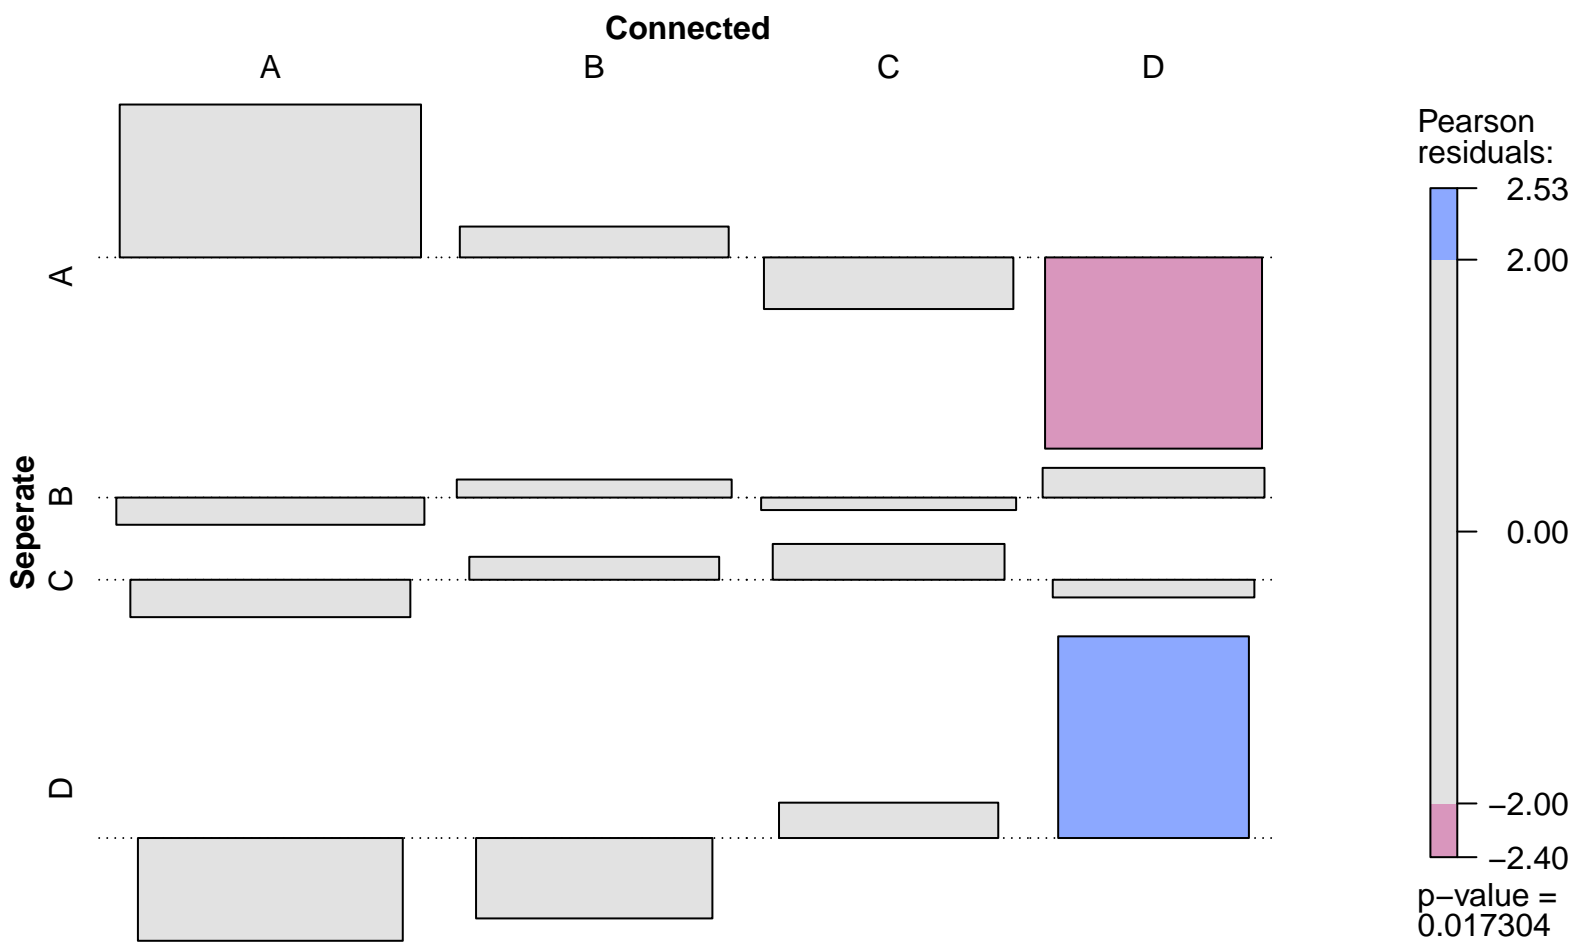 Connected
A B C D
A
B
C
D
Seperate
Pearson
residuals:
2.53
2.00
0.00
−2.00
−2.40
p−value =
0.017304